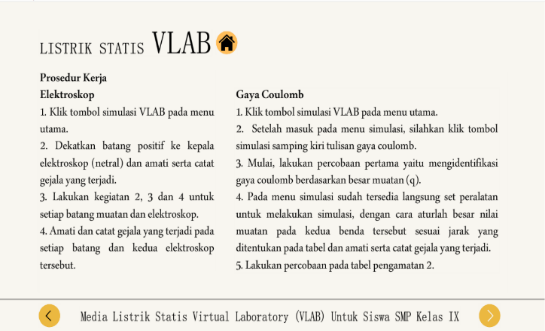 LISTRIK STATIS VLAB
Prosedur Kerja
Elektroskop
1. Klik tombol simulasi VLAB pada menu
utama.
2. Dekatkan batang positif ke kepala
elektroskop (netral) dan amati serta catat
gejala yang terjadi.
3. Lakukan kegiatan 2, 3 dan 4 untuk
setiap batang muatan dan elektroskop.
4. Amati dan catat gejala yang terjadi pada
setiap batang dan kedua elektroskop
tersebut.
Gaya Coulomb
1. Klik tombol simulasi VLAB pada menu utama.
2. Setelah masuk pada menu simulasi, silahkan klik tombol
simulasi samping kiri tulisan gaya coulomb.
3. Mulai, lakukan percobaan pertama yaitu mengidentifikasi
gaya coulomb berdasarkan besar muatan (q).
4. Pada menu simulasi sudah tersedia langsung set peralatan
untuk melakukan simulasi, dengan cara aturlah besar nilai
muatan pada kedua benda tersebut sesuai jarak yang
ditentukan pada tabel dan amati serta catat gejala yang terjadi.
5. Lakukan percobaan pada tabel pengamatan 2.
Media Listrik Statis Virtual Laboratory (VLAB) Untuk Siswa SMP Kelas IX